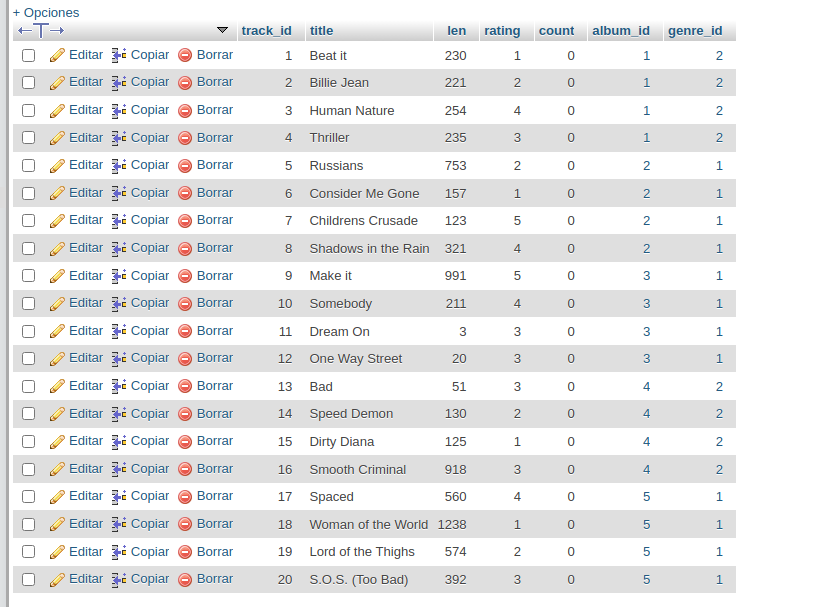 + Opciones
←T→ track_id title len rating count album_id genre_id
Editar Copiar Borrar 1 Beat it 230 1 0 1 2
Editar Copiar Borrar 2 Billie Jean 221 2 0 1 2
Editar Copiar Borrar 3 Human Nature 254 4 0 1 2
Editar Copiar Borrar 4 Thriller 235 3 0 1 2
Editar Copiar Borrar 5 Russians 753 2 0 2 1
Editar Copiar Borrar 6 Consider Me Gone 157 1 0 2 1
Editar Copiar Borrar 7 Childrens Crusade 123 5 0 2 1
Editar Copiar Borrar 8 Shadows in the Rain 321 4 0 2 1
Editar Copiar Borrar 9 Make it 991 5 0 3 1
Editar Copiar Borrar 10 Somebody 211 4 0 3 1
Editar Copiar Borrar 11 Dream On 3 3 0 3 1
Editar Copiar Borrar 12 One Way Street 20 3 0 3 1
Editar Copiar Borrar 13 Bad 51 3 0 4 2
Editar Copiar Borrar 14 Speed Demon 130 2 0 4 2
Editar Copiar Borrar 15 Dirty Diana 125 1 0 4 2
Editar Copiar Borrar 16 Smooth Criminal 918 3 0 4 2
Editar Copiar Borrar 17 Spaced 560 4 0 5 1
Editar Copiar Borrar 18 Woman of the World 1238 1 0 5 1
Editar Copiar Borrar 19 Lord of the Thighs 574 2 0 5 1
Editar Copiar Borrar 20 S.O.S. (Too Bad) 392 3 0 5 1